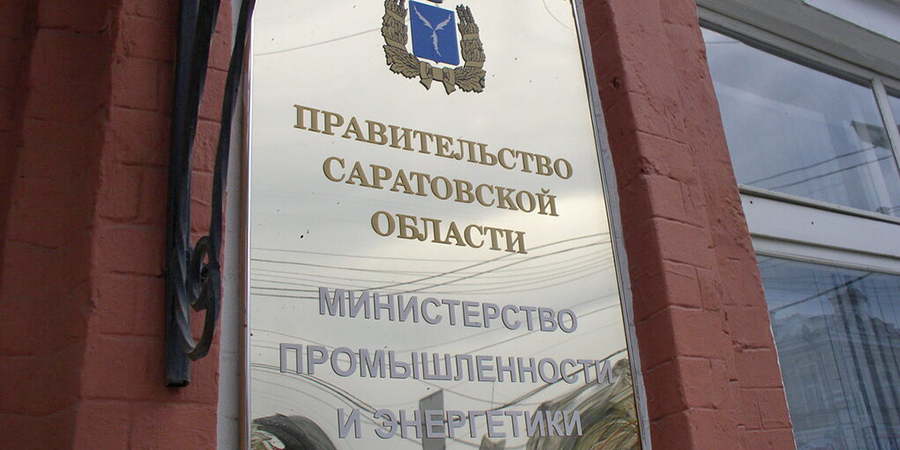 ПРАВИТЕЛЬСТВО
САРАТОВСКОЙ
ОБЛАСТИ
МИНИСТЕРСТВО
ПРОМЫШЛЕННОСТИ
И ЭНЕРГЕТИКИ